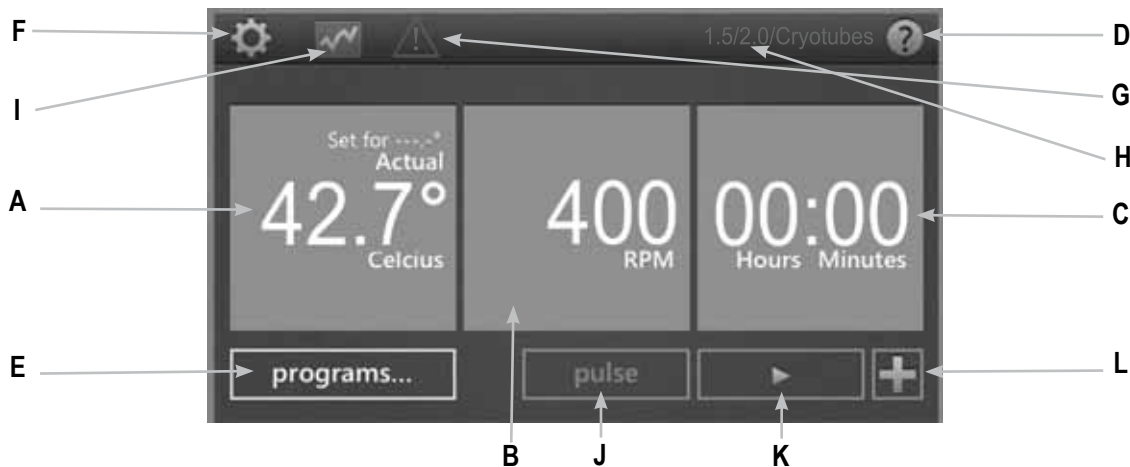 F
1.5/2.0/Cryotubes ?
D
I
G
H
Set for ---.-°
Actual
A
42.7°
Celcius
400
RPM
00:00
Hours Minutes
C
E
programs...
pulse
L
B
J
K